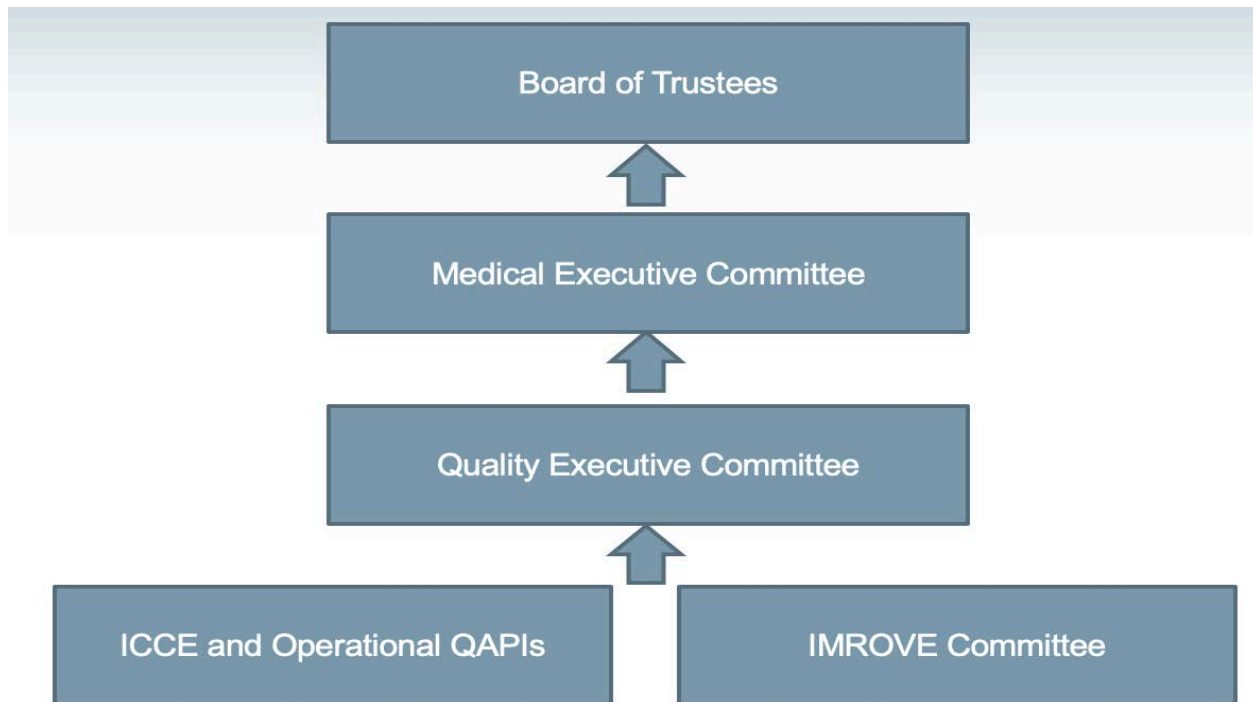 Board of Trustees
Medical Executive Committee
Quality Executive Committee
ICCE and Operational QAPIs
IMROVE Committee